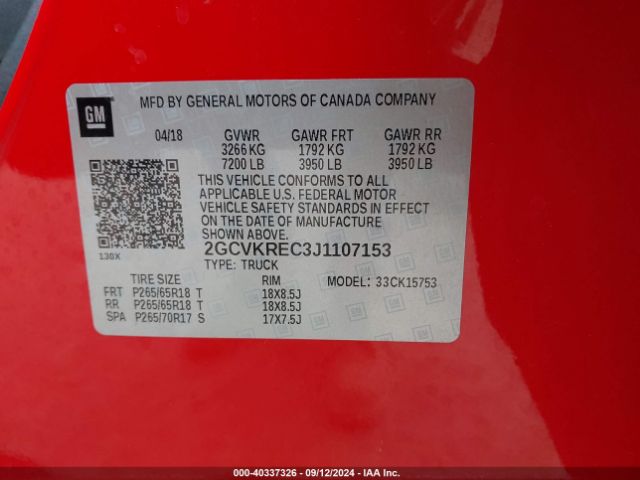 GM
MFD BY GENERAL MOTORS OF CANADA COMPANY
04/18 GVWR GAWR FRT GAWR RR
3266 KG 1792 KG 1792 KG
7200 LB 3950 LB 3950 LB
THIS VEHICLE CONFORMS TO ALL
APPLICABLE U.S. FEDERAL MOTOR
VEHICLE SAFETY STANDARDS IN EFFECT
ON THE DATE OF MANUFACTURE
SHOWN ABOVE.
130X 2GCVKREC3J1107153
TYPE: TRUCK
TIRE SIZE RIM MODEL: 33CK15753
FRT P265/65R18 T 18X8.5J
RR P265/65R18 T 18X8.5J
SPA P265/70R17 S 17X7.5J
000-40337326 - 09/12/2024 - IAA Inc.